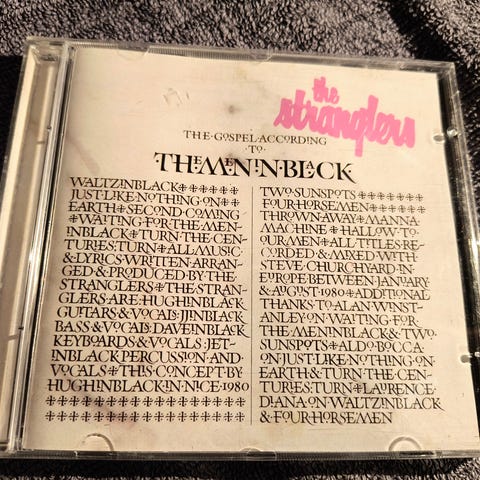 the
stranglers
THE·GOSPEL·ACCORDING
·TO·
THE·MEN·IN·BLACK
WALTZINBLACK
JUST LIKE NOTHING ON
EARTH SECOND COMING
WAITING FOR THE MEN-
INBLACK TURN THE CEN-
TURIES, TURN ALL MUSIC
& LYRICS WRITTEN ARRAN-
GED & PRODUCED BY THE
STRANGLERS THE STRAN-
GLERS ARE: HUGHINBLACK
GUITARS & VOCALS: JJINBLACK
BASS & VOCALS: DAVEINBLACK
KEYBOARDS & VOCALS: JET-
INBLACK PERCUSSION AND
VOCALS THIS CONCEPT BY
HUGHINBLACK IN NICE·1980
TWO SUNSPOTS
FOUR HORSEMEN
THROWN AWAY MANNA
MACHINE HALLOW TO
OUR MEN ALL TITLES RE-
CORDED & MIXED WITH
STEVE CHURCHYARD IN
EUROPE BETWEEN JANUARY
& AUGUST 1980 ADDITIONAL
THANKS TO ALAN WINST-
ANLEY ON WAITING FOR
THE MENINBLACK & TWO
SUNSPOTS ALDO BOCCA
ON JUST LIKE NOTHING ON
EARTH & TURN THE CEN-
TURIES: TURN LAURENCE
DIANA ON WALTZINBLACK
& FOUR HORSEMEN